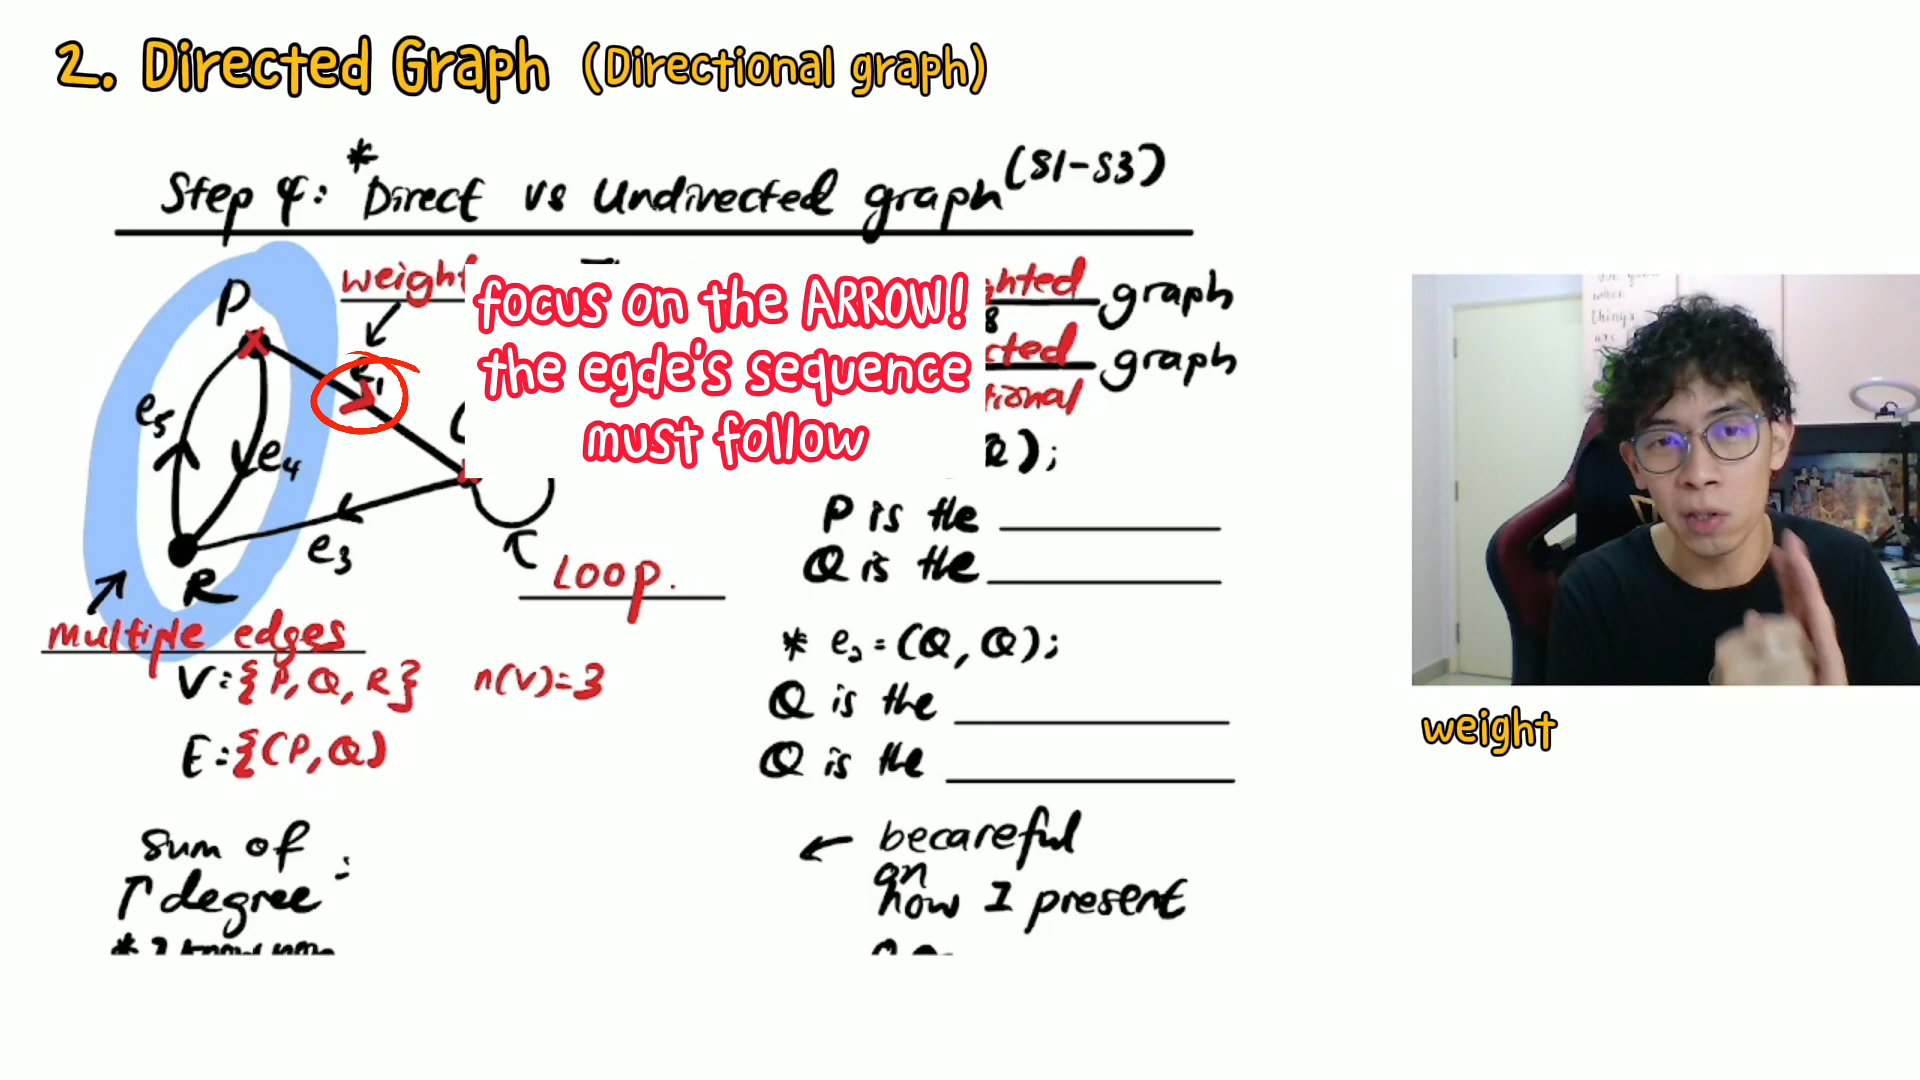 2. Directed Graph (Directional graph)
Step 4: *Direct vs Undirected graph (S1-S3)
weight
focus on the ARROW!
the egde's sequence
must follow
graph
graph
P
e1
e5
e4
e3
R
Loop.
multiple edges
V={P, Q, R} n(V)=3
E={(P, Q)
sum of
degree :
P is the
Q is the
* e2 = (Q, Q);
Q is the
Q is the
← becareful
on
how I present
weight